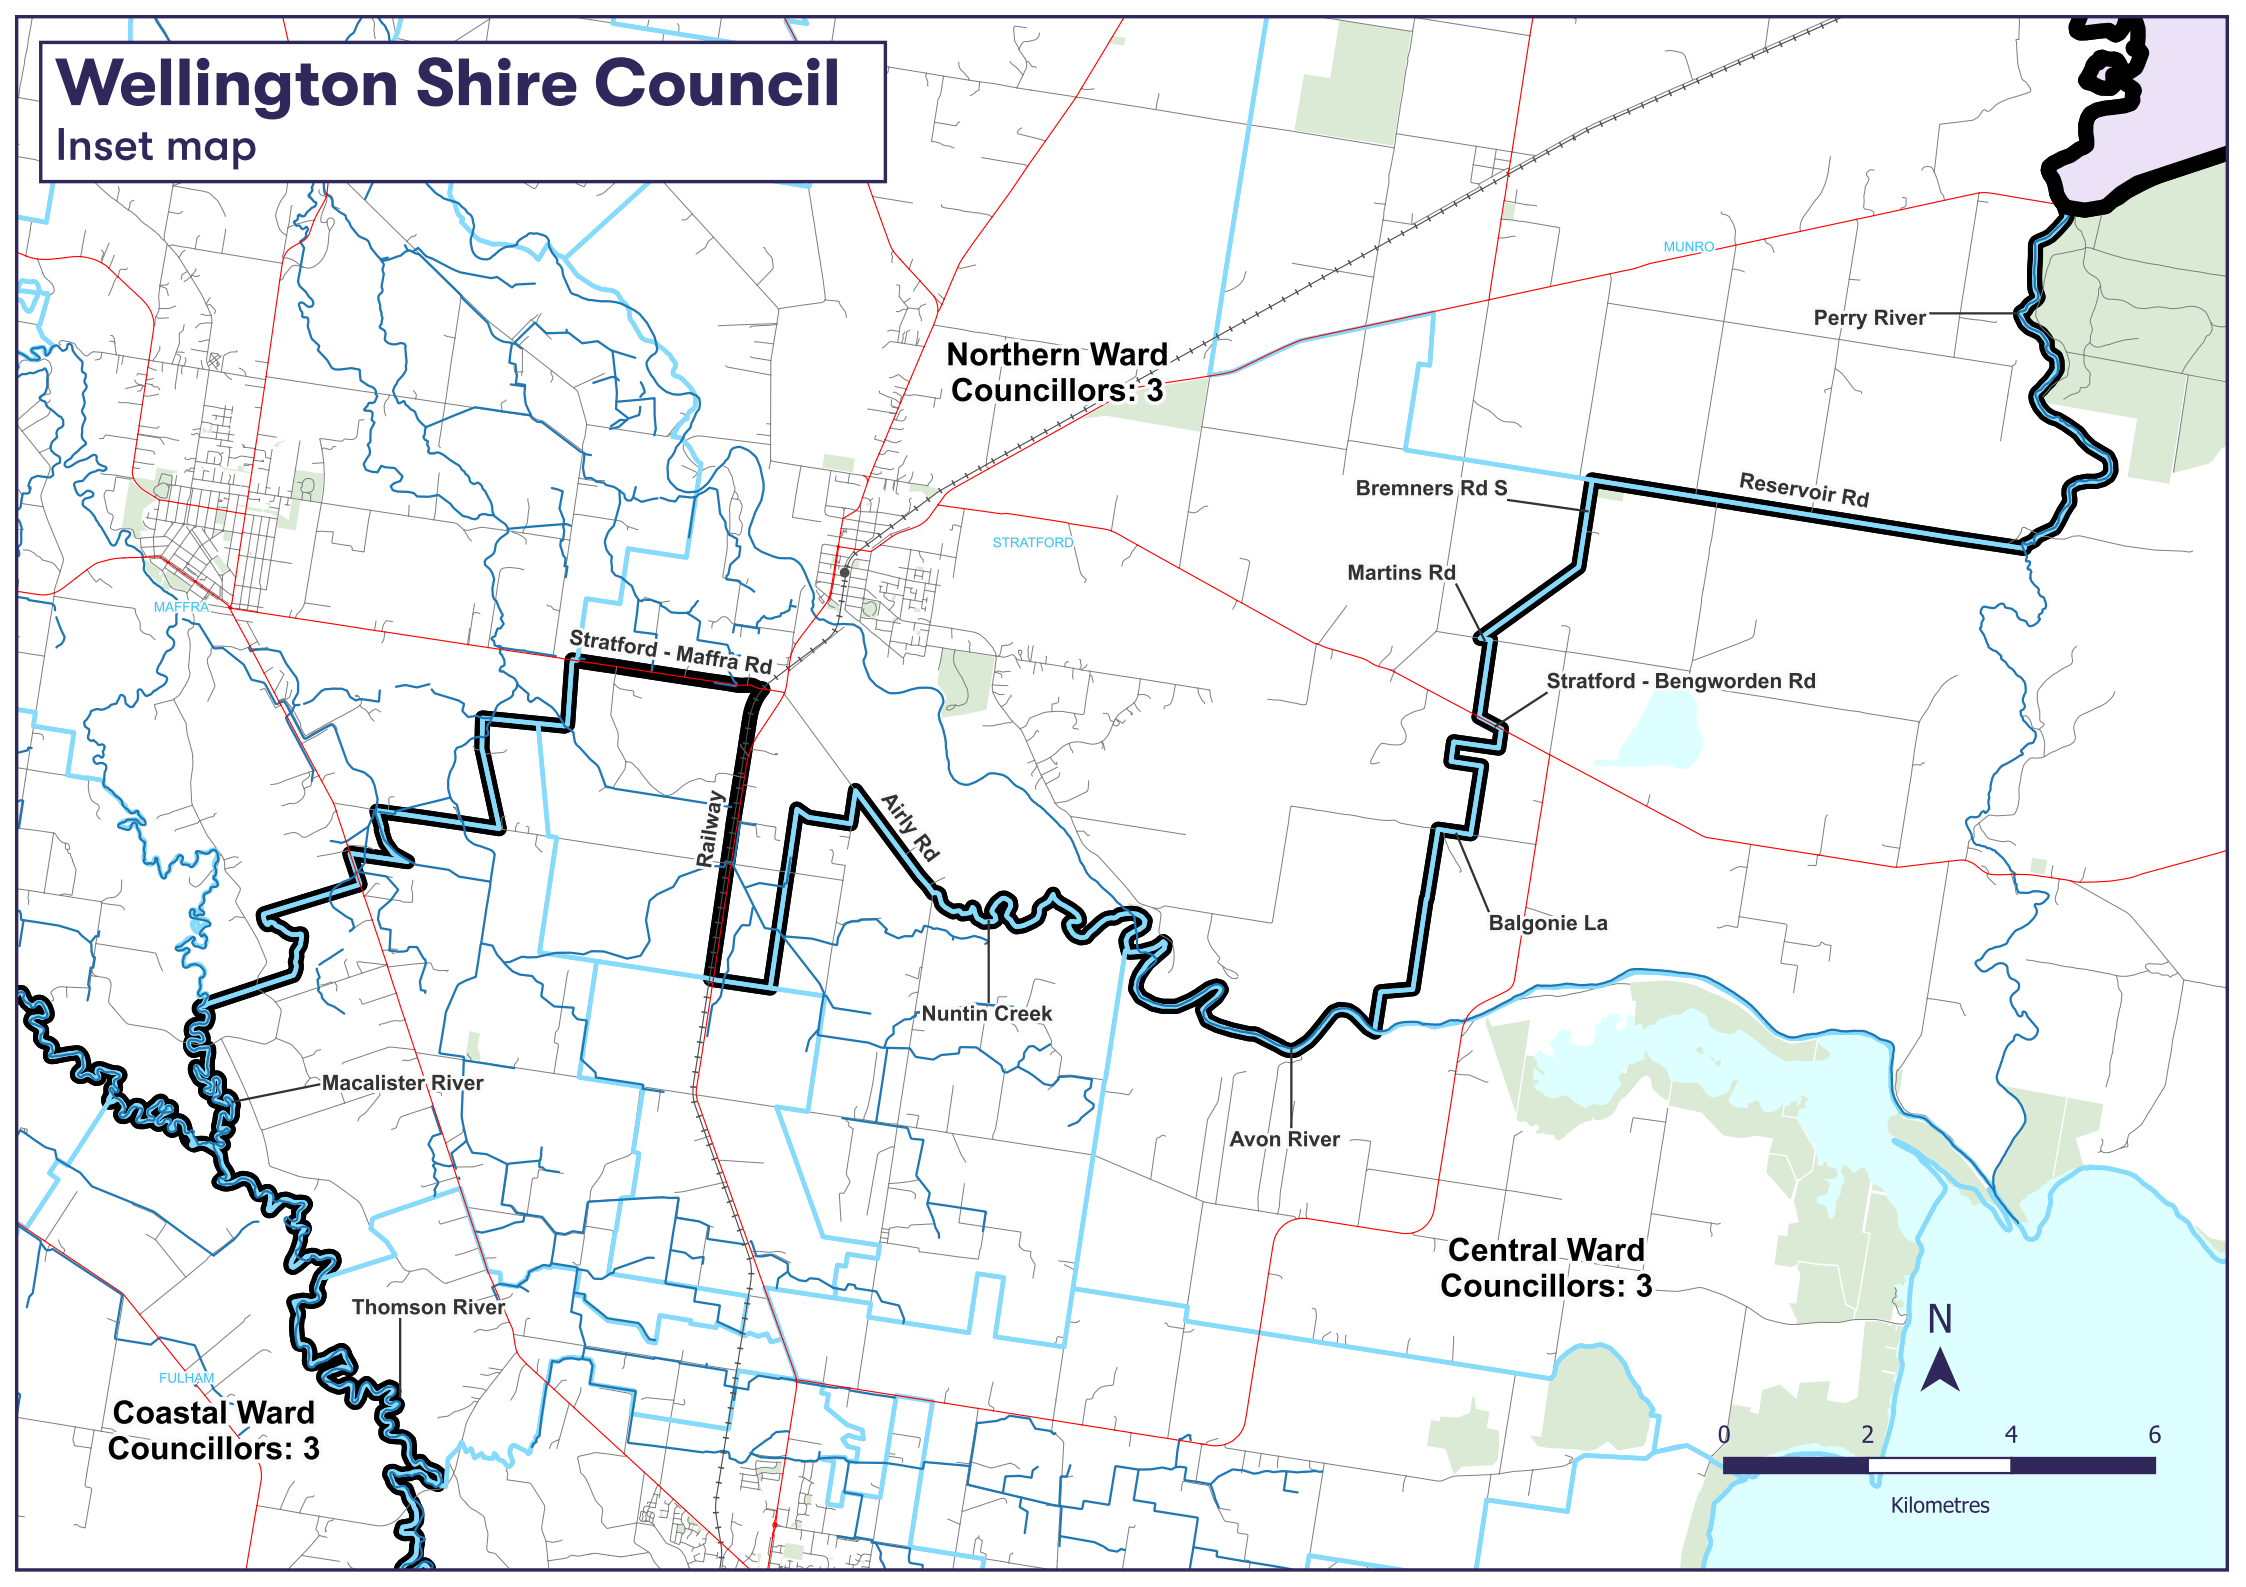 Wellington Shire Council
Inset map
MUNRO
Perry River
Northern Ward
Councillors: 3
Bremners Rd S
Reservoir Rd
STRATFORD
Martins Rd
MAFFRA
Stratford - Maffra Rd
Stratford - Bengworden Rd
Railway
Airly Rd
Balgonie La
Nuntin Creek
Macalister River
Avon River
Central Ward
Councillors: 3
Thomson River
N
FULHAM
Coastal Ward
Councillors: 3
0 2 4 6
Kilometres